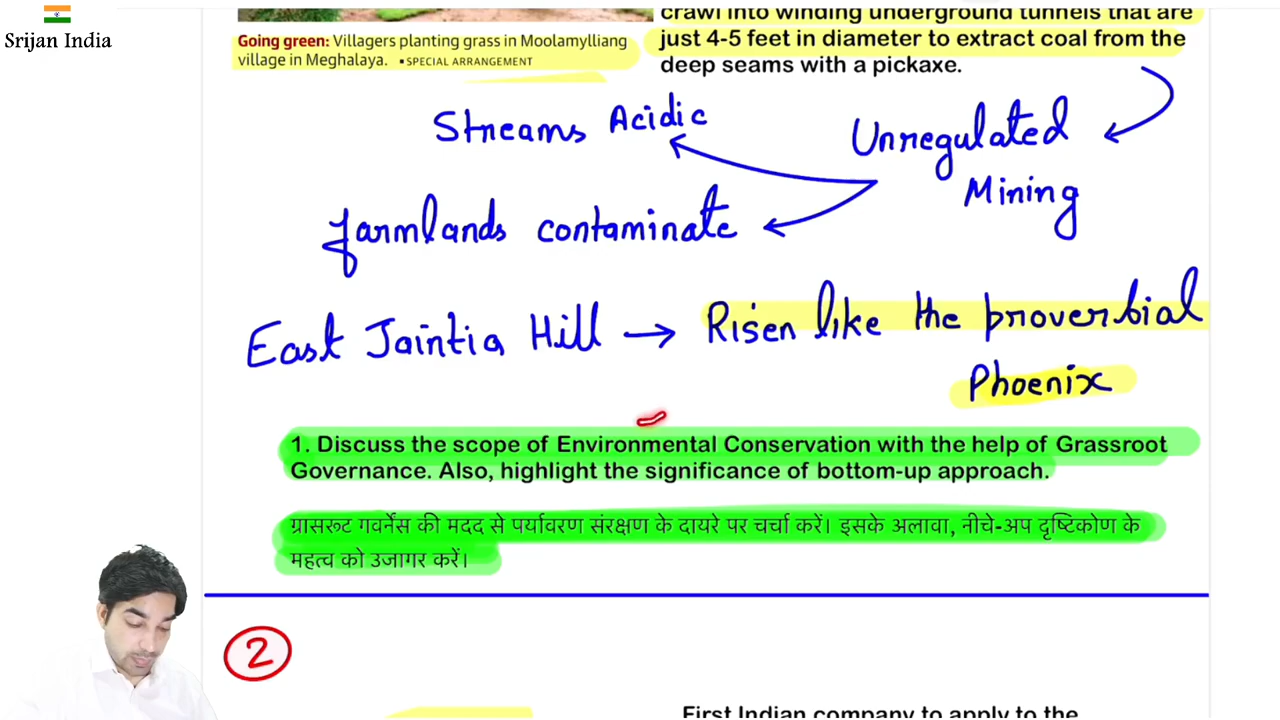 Srijan India
crawl into winding underground tunnels that are
Going green: Villagers planting grass in Moolamylliang
village in Meghalaya. ▪SPECIAL ARRANGEMENT
just 4-5 feet in diameter to extract coal from the
deep seams with a pickaxe.
Streams Acidic
Unregulated
Mining
farmlands contaminate
East Jaintia Hill → Risen like the proverbial
Phoenix
1. Discuss the scope of Environmental Conservation with the help of Grassroot
Governance. Also, highlight the significance of bottom-up approach.
ग्रासरूट गवर्नेंस की मदद से पर्यावरण संरक्षण के दायरे पर चर्चा करें। इसके अलावा, नीचे-अप दृष्टिकोण के
महत्व को उजागर करें।
2
First Indian company to apply to the